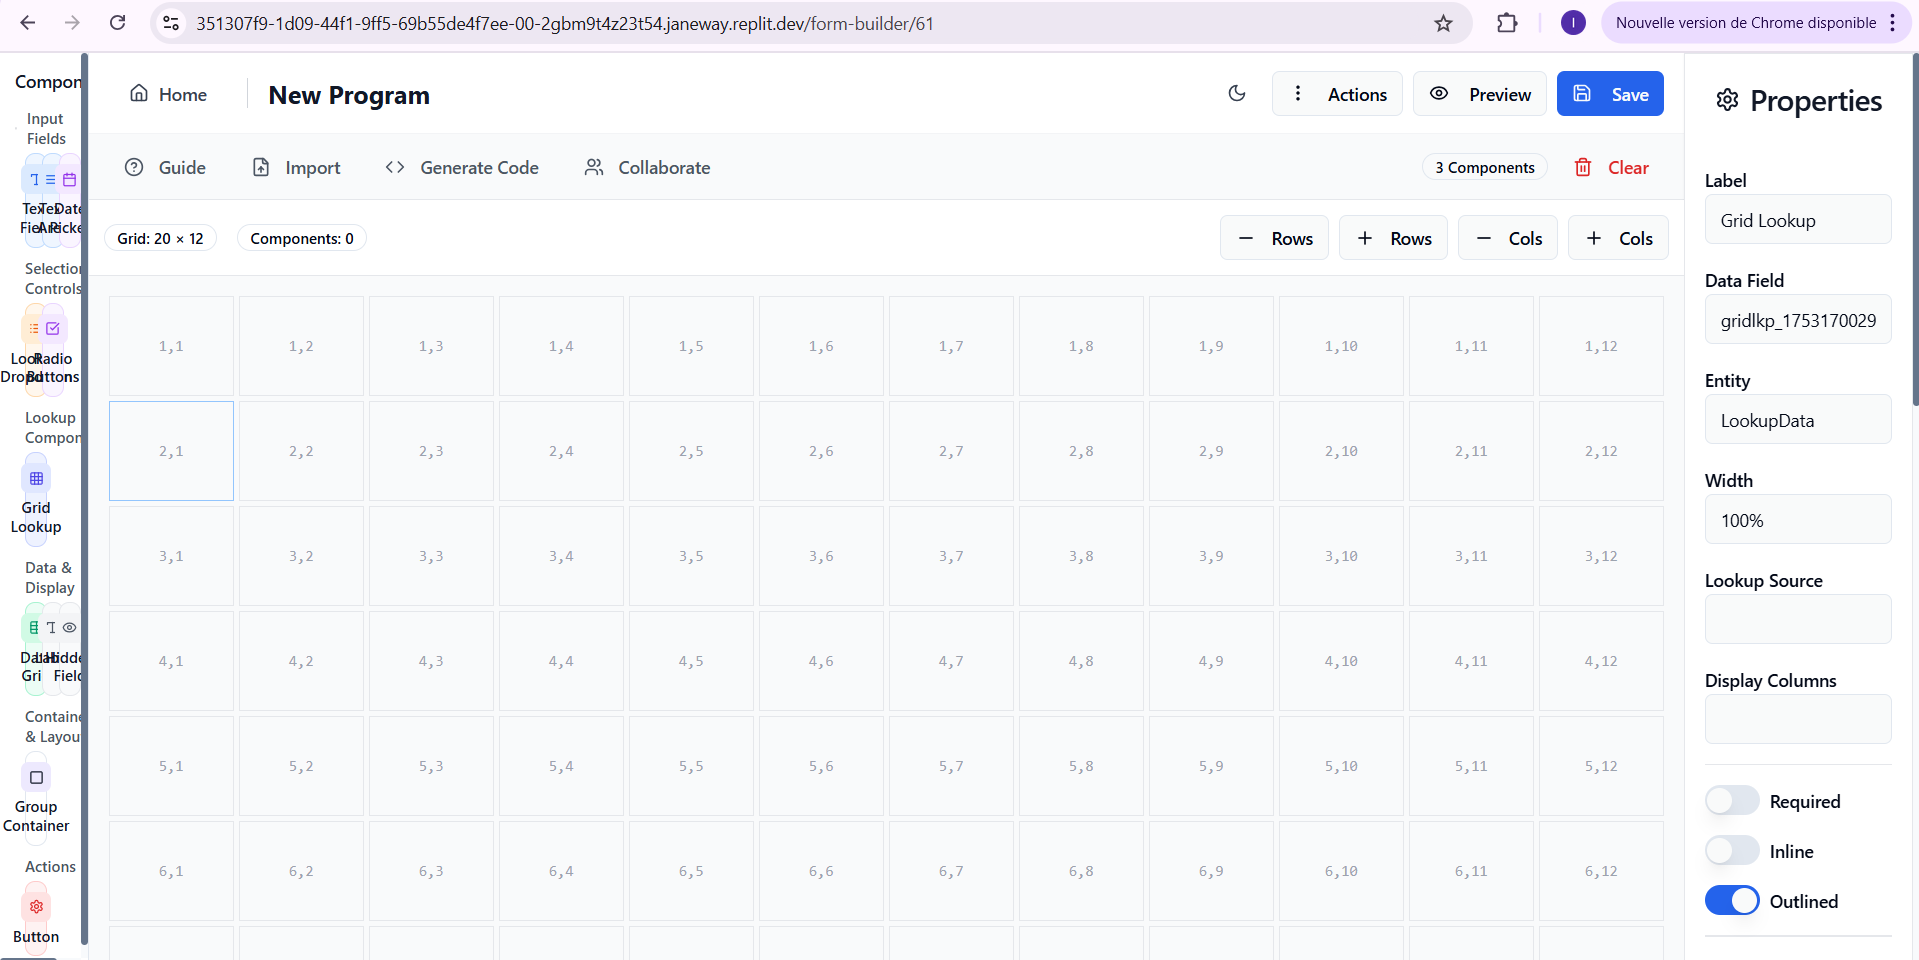 351307f9-1d09-44f1-9ff5-69b55de4f7ee-00-2gbm9t4z23t54.janeway.replit.dev/form-builder/61
I
Nouvelle version de Chrome disponible
Compon
Input
Fields
Date
Picke
Selection
Controls
Radio
Buttons
Lookup
Compon
Grid
Lookup
Data &
Display
Gri
Field
Containe
& Layou
Group
Container
Actions
Button
Home
New Program
Actions
Preview
Save
Guide
Import
Generate Code
Collaborate
3 Components
Clear
Grid: 20 × 12
Components: 0
Rows
Rows
Cols
Cols
1,1 1,2 1,3 1,4 1,5 1,6 1,7 1,8 1,9 1,10 1,11 1,12
2,1 2,2 2,3 2,4 2,5 2,6 2,7 2,8 2,9 2,10 2,11 2,12
3,1 3,2 3,3 3,4 3,5 3,6 3,7 3,8 3,9 3,10 3,11 3,12
4,1 4,2 4,3 4,4 4,5 4,6 4,7 4,8 4,9 4,10 4,11 4,12
5,1 5,2 5,3 5,4 5,5 5,6 5,7 5,8 5,9 5,10 5,11 5,12
6,1 6,2 6,3 6,4 6,5 6,6 6,7 6,8 6,9 6,10 6,11 6,12
Properties
Label
Grid Lookup
Data Field
gridlkp_1753170029
Entity
LookupData
Width
100%
Lookup Source
Display Columns
Required
Inline
Outlined